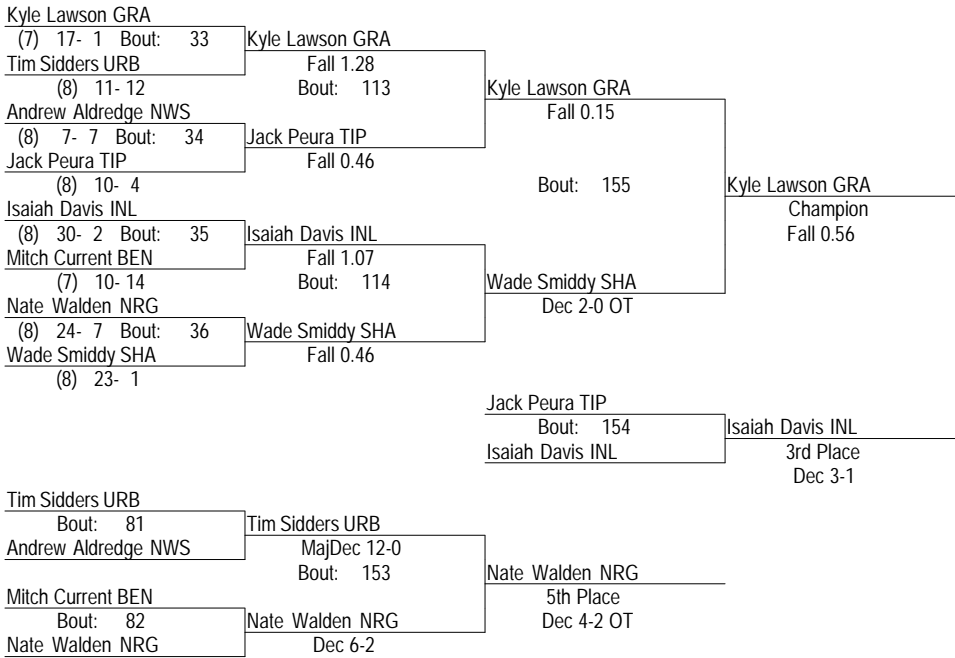 Kyle Lawson GRA
(7) 17- 1 Bout: 33
Tim Sidders URB
(8) 11- 12
Andrew Aldredge NWS
(8) 7- 7 Bout: 34
Jack Peura TIP
(8) 10- 4
Isaiah Davis INL
(8) 30- 2 Bout: 35
Mitch Current BEN
(7) 10- 14
Nate Walden NRG
(8) 24- 7 Bout: 36
Wade Smiddy SHA
(8) 23- 1
Kyle Lawson GRA
Fall 1.28
Bout: 113
Jack Peura TIP
Fall 0.46
Isaiah Davis INL
Fall 1.07
Bout: 114
Wade Smiddy SHA
Fall 0.46
Kyle Lawson GRA
Fall 0.15
Bout: 155
Wade Smiddy SHA
Dec 2-0 OT
Kyle Lawson GRA
Champion
Fall 0.56
Jack Peura TIP
Bout: 154
Isaiah Davis INL
Isaiah Davis INL
3rd Place
Dec 3-1
Tim Sidders URB
Bout: 81
Andrew Aldredge NWS
Mitch Current BEN
Bout: 82
Nate Walden NRG
Tim Sidders URB
MajDec 12-0
Bout: 153
Nate Walden NRG
Dec 6-2
Nate Walden NRG
5th Place
Dec 4-2 OT